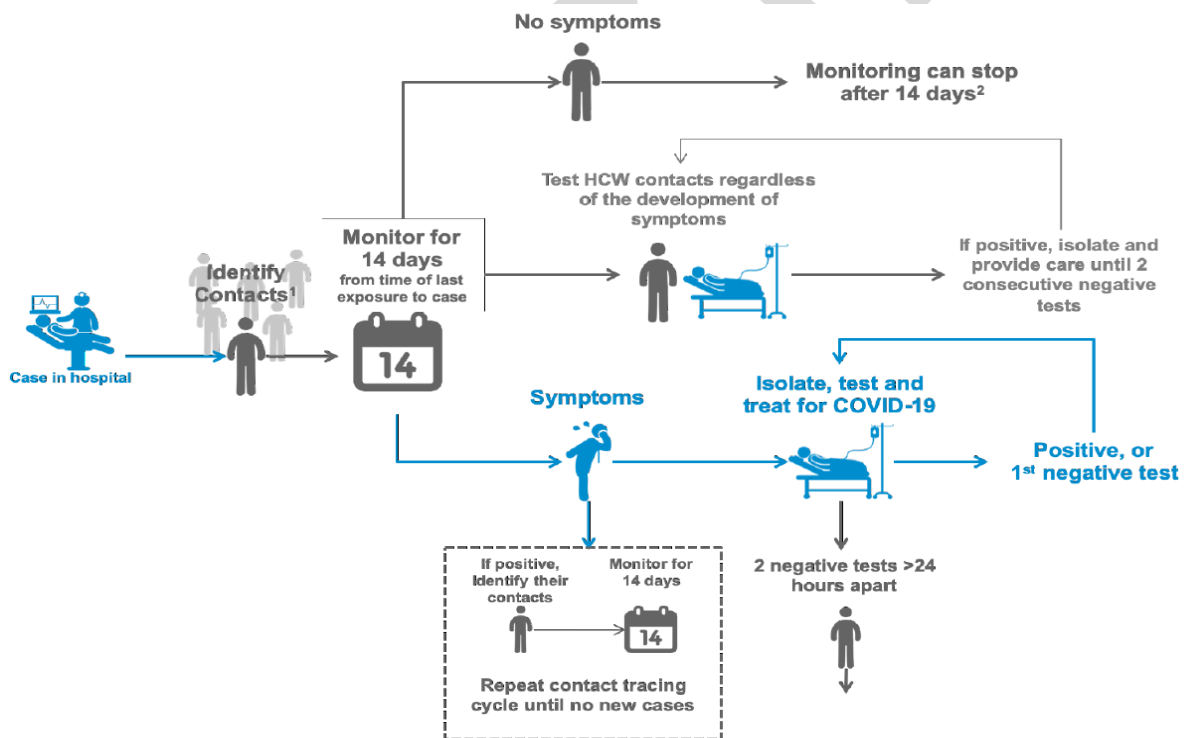 No symptoms
Monitoring can stop
after 14 days²
Test HCW contacts regardless
of the development of
symptoms
Monitor for
14 days
from time of last
exposure to case
14
If positive, isolate and
provide care until 2
consecutive negative
tests
Identify
Contacts¹
Case in hospital
Symptoms
Isolate, test and
treat for COVID-19
Positive, or
1st negative test
If positive,
Identify their
contacts
Monitor for
14 days
14
Repeat contact tracing
cycle until no new cases
2 negative tests >24
hours apart